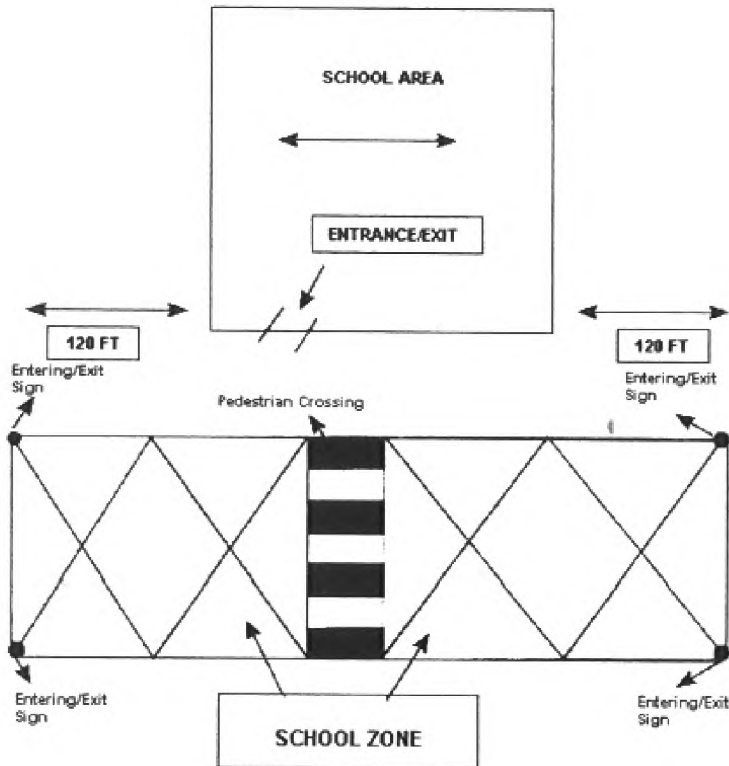 SCHOOL AREA
ENTRANCE/EXIT
120 FT
120 FT
Entering/Exit
Sign
Entering/Exit
Sign
Pedestrian Crossing
Entering/Exit
Sign
Entering/Exit
Sign
SCHOOL ZONE